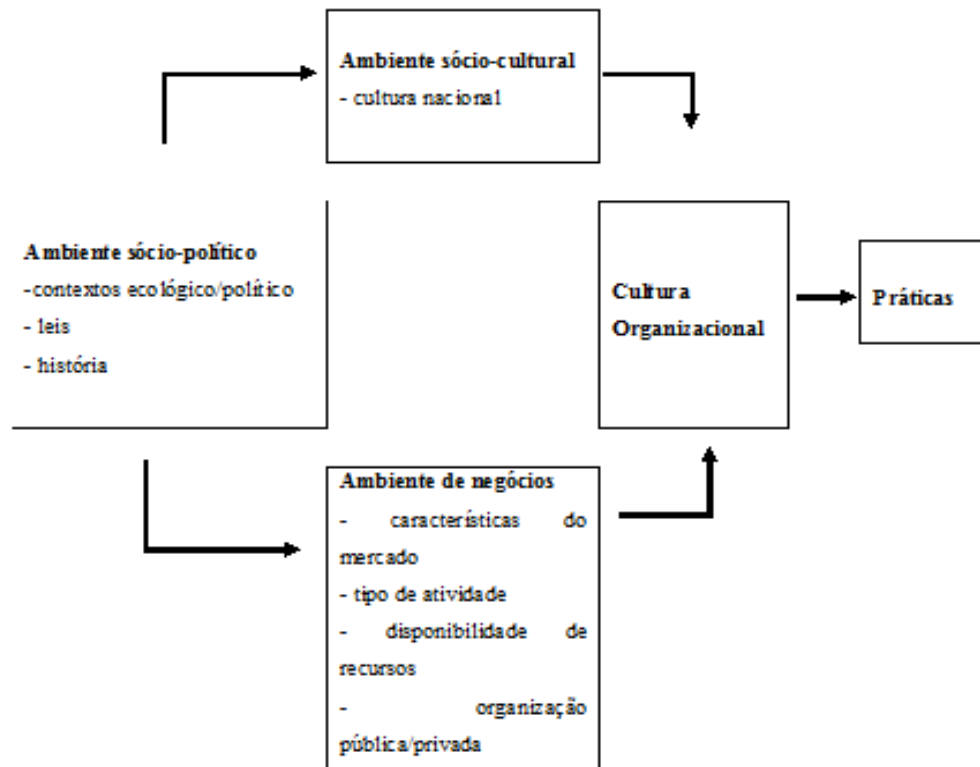 Ambiente sócio-cultural
- cultura nacional
Ambiente sócio-político
-contextos ecológico/político
- leis
- história
Cultura
Organizacional
Práticas
Ambiente de negócios
- características do
mercado
- tipo de atividade
- disponibilidade de
recursos
- organização
pública/privada